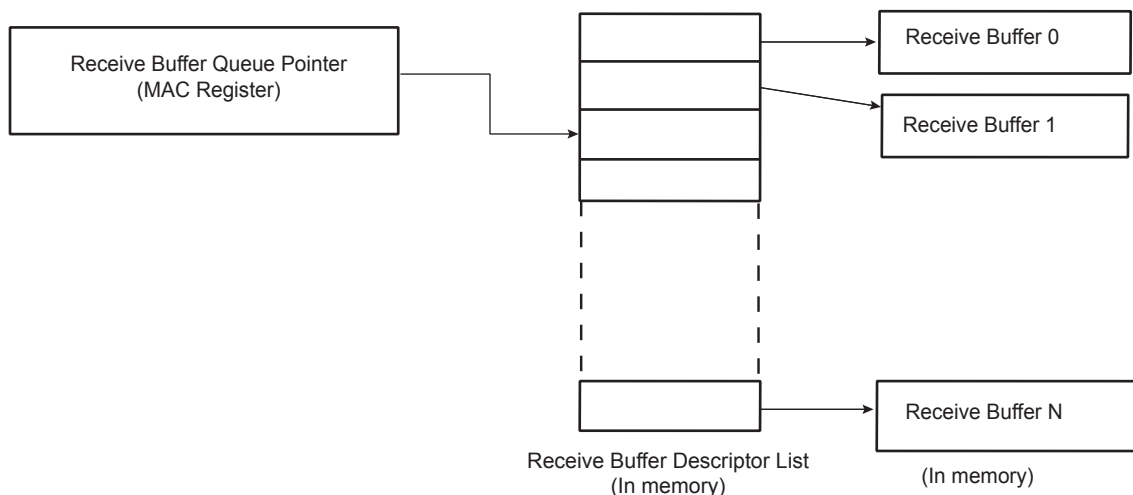 Receive Buffer Queue Pointer
(MAC Register)
Receive Buffer 0
Receive Buffer 1
Receive Buffer N
Receive Buffer Descriptor List
(In memory)
(In memory)